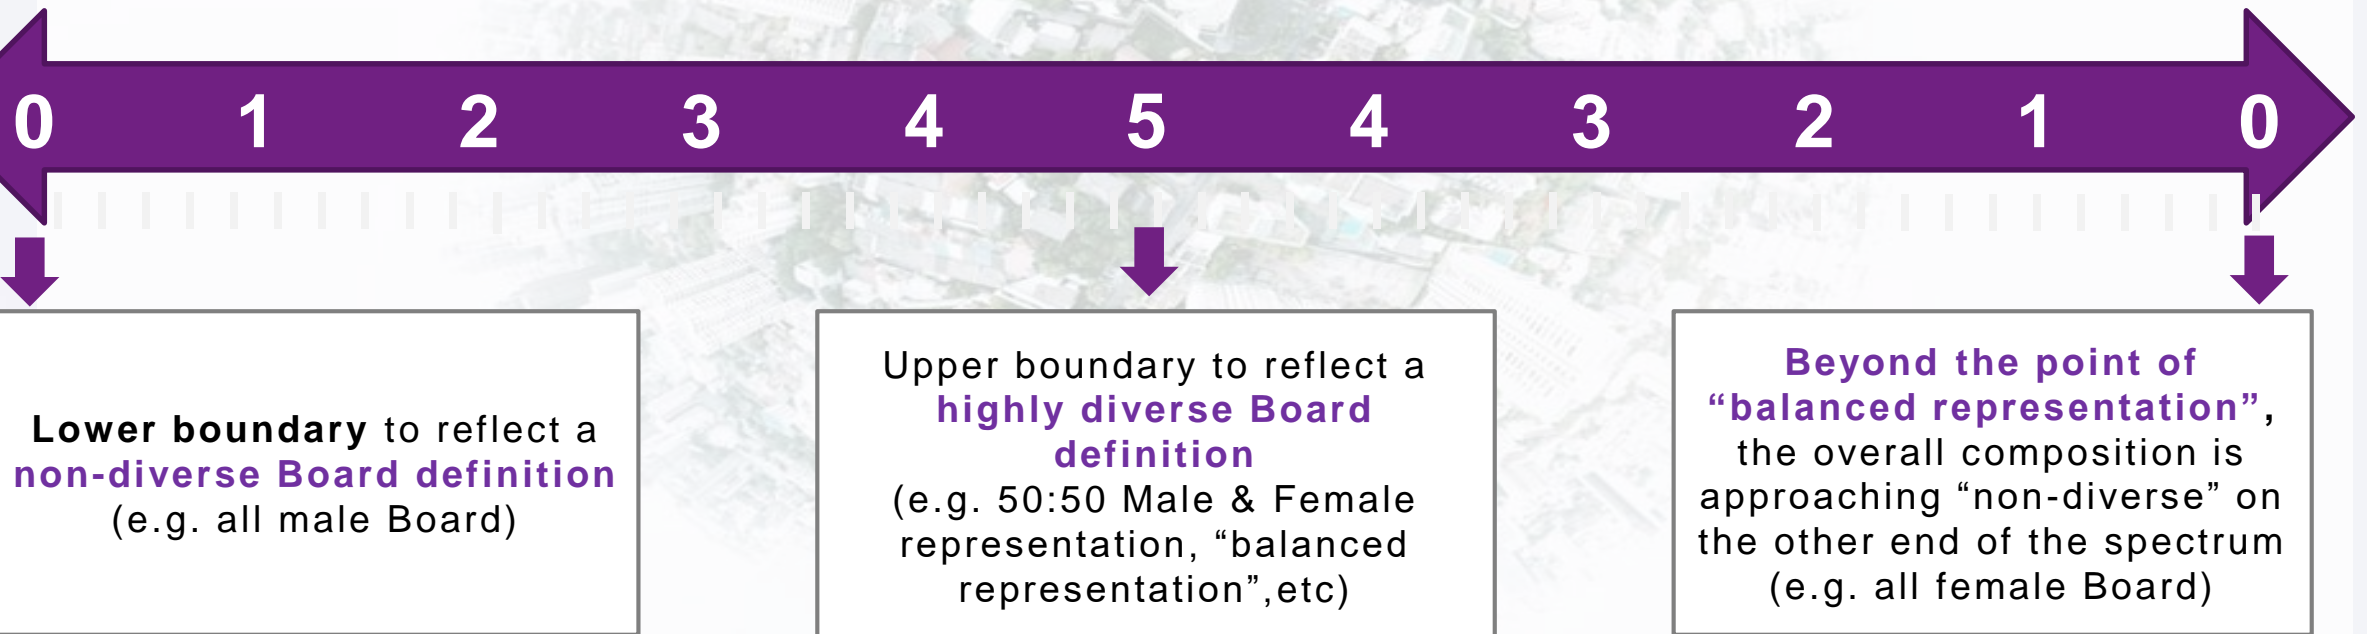 0 1 2 3 4 5 4 3 2 1 0
Lower boundary to reflect a
non-diverse Board definition
(e.g. all male Board)
Upper boundary to reflect a
highly diverse Board
definition
(e.g. 50:50 Male & Female
representation, “balanced
representation”,etc)
Beyond the point of
“balanced representation”,
the overall composition is
approaching “non-diverse” on
the other end of the spectrum
(e.g. all female Board)